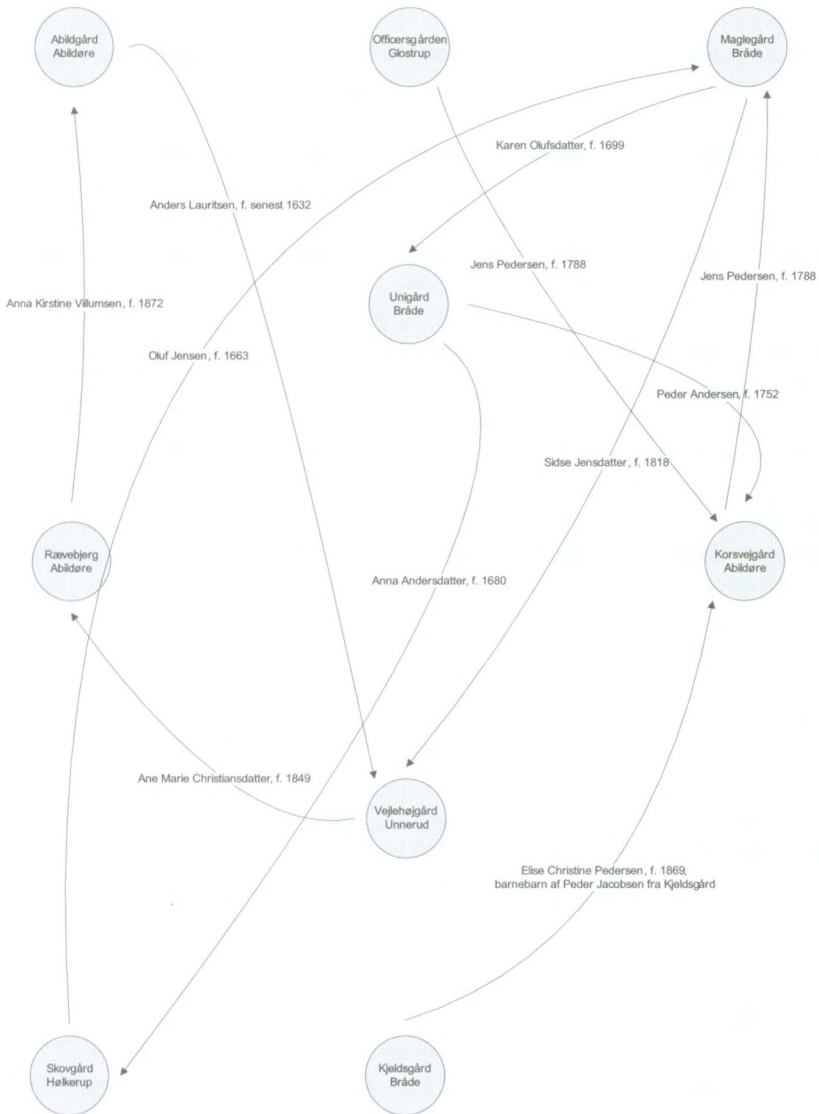 Abildgård
Abildøre
Officersgården
Glostrup
Maglegård
Bråde
Karen Olufsdatter, f. 1699
Anders Lauritsen, f. senest 1632
Jens Pedersen, f. 1788
Jens Pedersen, f. 1788
Unigård
Bråde
Anna Kirstine Villumsen, f. 1872
Oluf Jensen, f. 1663
Peder Andersen, f. 1752
Sidse Jensdatter, f. 1818
Rævebjerg
Abildøre
Korsvejgård
Abildøre
Anna Andersdatter, f. 1680
Ane Marie Christiansdatter, f. 1849
Vejlehøjgård
Unnerud
Elise Christine Pedersen, f. 1869,
barnebarn af Peder Jacobsen fra Kjeldsgård
Skovgård
Hølkerup
Kjeldsgård
Bråde